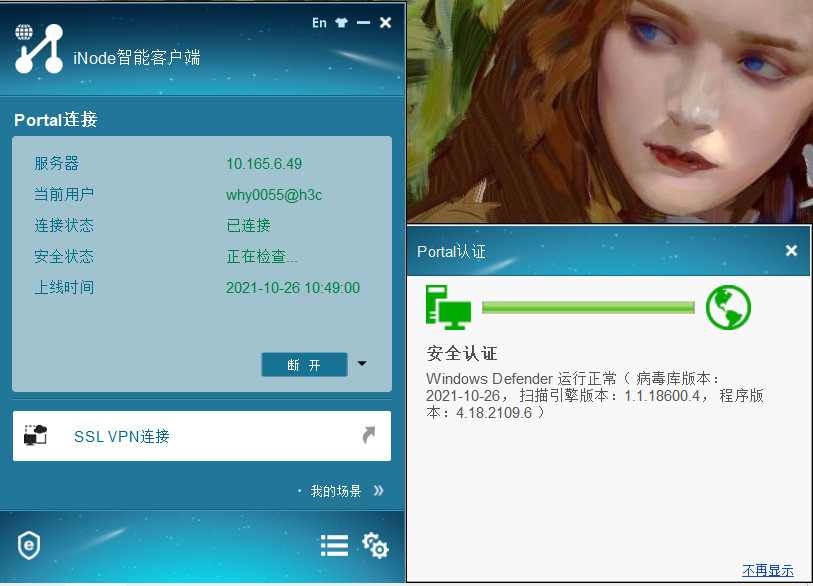 En
iNode智能客户端
Portal连接
服务器 10.165.6.49
当前用户 why0055@h3c
连接状态 已连接
安全状态 正在检查...
上线时间 2021-10-26 10:49:00
断 开
SSL VPN连接
· 我的场景 »
Portal认证
安全认证
Windows Defender 运行正常（ 病毒库版本：
2021-10-26， 扫描引擎版本：1.1.18600.4， 程序版
本：4.18.2109.6 ）
不再显示